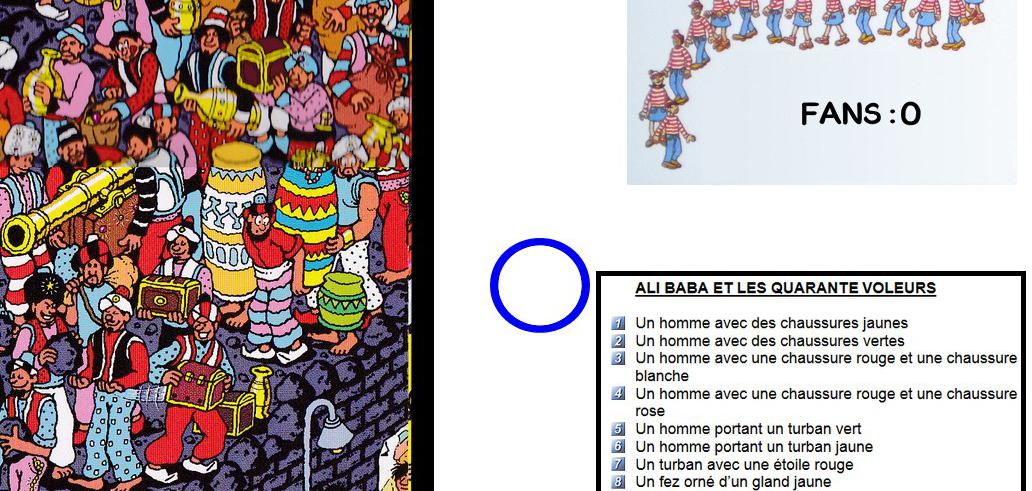 FANS : 0
ALI BABA ET LES QUARANTE VOLEURS
1 Un homme avec des chaussures jaunes
2 Un homme avec des chaussures vertes
3 Un homme avec une chaussure rouge et une chaussure
blanche
4 Un homme avec une chaussure rouge et une chaussure
rose
5 Un homme portant un turban vert
6 Un homme portant un turban jaune
7 Un turban avec une étoile rouge
8 Un fez orné d'un gland jaune